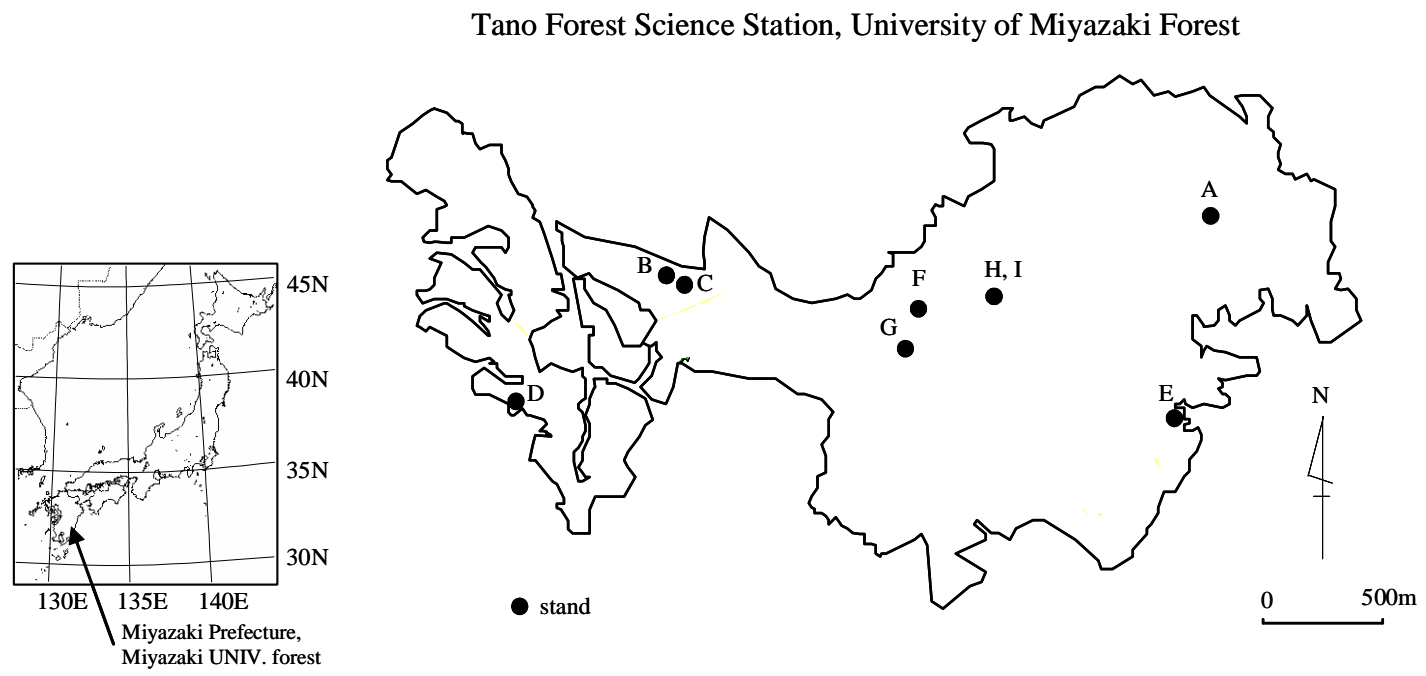 Tano Forest Science Station, University of Miyazaki Forest
A
B
C
F
H, I
G
D
E
N
45N
40N
35N
30N
130E 135E 140E
Miyazaki Prefecture,
Miyazaki UNIV. forest
stand
0 500m